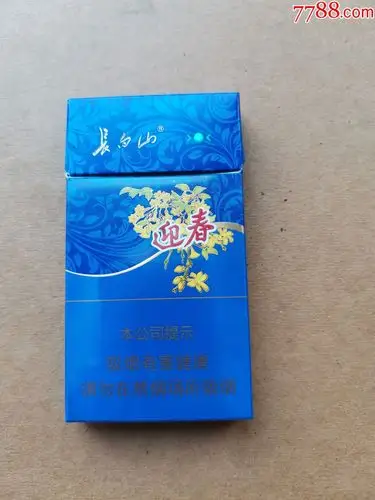 7788.com
長白山®
迎春
本公司提示
吸烟有害健康
请勿在禁烟场所吸烟